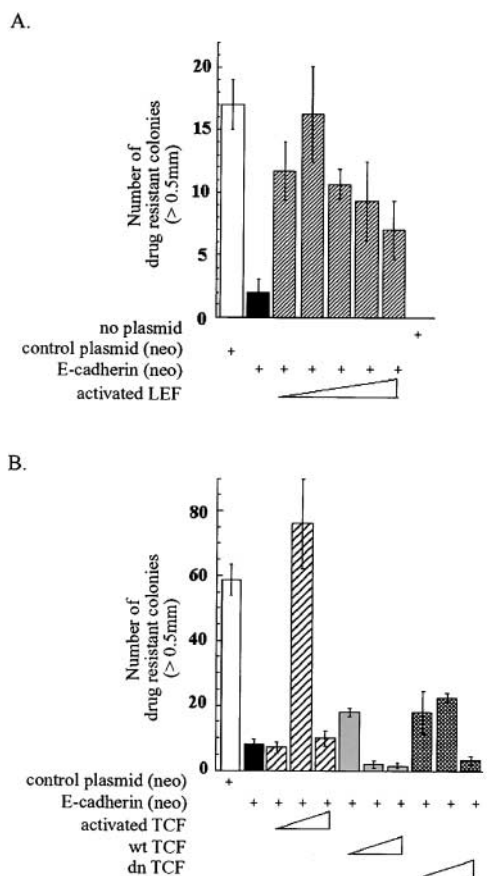 A.
Number of
drug resistant colonies
(> 0.5mm)
20
15
10
5
0
no plasmid +
control plasmid (neo) +
E-cadherin (neo) + + + + + +
activated LEF
B.
Number of
drug resistant colonies
(> 0.5mm)
80
60
40
20
0
control plasmid (neo) +
E-cadherin (neo) + + + + + + + + + +
activated TCF
wt TCF
dn TCF